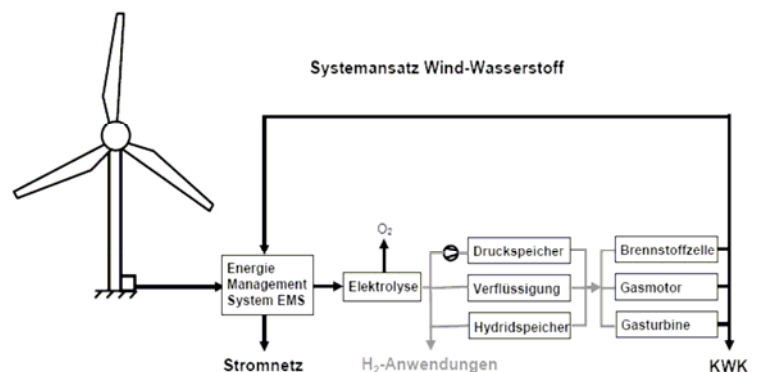 Systemansatz Wind-Wasserstoff
O₂
Energie
Management
System EMS
Elektrolyse
Druckspeicher
Verflüssigung
Hydridspeicher
Brennstoffzelle
Gasmotor
Gasturbine
Stromnetz
H₂-Anwendungen
KWK